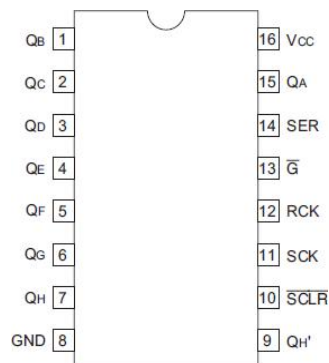 QB 1 16 VCC
QC 2 15 QA
QD 3 14 SER
QE 4 13 G̅
QF 5 12 RCK
QG 6 11 SCK
QH 7 10 S̅C̅L̅R̅
GND 8 9 QH'